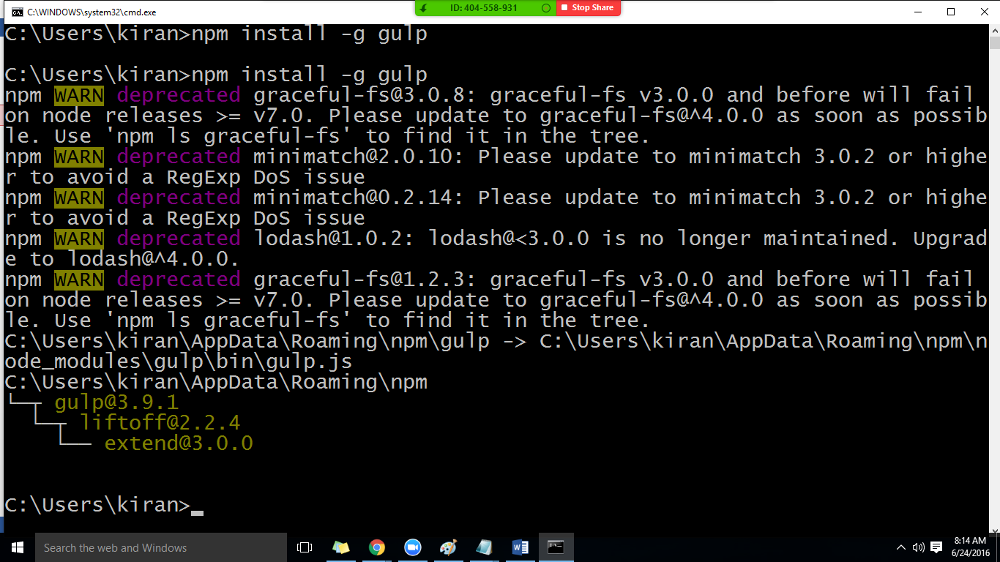 C:\WINDOWS\system32\cmd.exe
ID: 404-558-931
Stop Share
C:\Users\kiran>npm install -g gulp
C:\Users\kiran>npm install -g gulp
npm WARN deprecated graceful-fs@3.0.8: graceful-fs v3.0.0 and before will fail
on node releases >= v7.0. Please update to graceful-fs@^4.0.0 as soon as possib
le. Use 'npm ls graceful-fs' to find it in the tree.
npm WARN deprecated minimatch@2.0.10: Please update to minimatch 3.0.2 or highe
r to avoid a RegExp DoS issue
npm WARN deprecated minimatch@0.2.14: Please update to minimatch 3.0.2 or highe
r to avoid a RegExp DoS issue
npm WARN deprecated lodash@1.0.2: lodash@<3.0.0 is no longer maintained. Upgrad
e to lodash@^4.0.0.
npm WARN deprecated graceful-fs@1.2.3: graceful-fs v3.0.0 and before will fail
on node releases >= v7.0. Please update to graceful-fs@^4.0.0 as soon as possib
le. Use 'npm ls graceful-fs' to find it in the tree.
C:\Users\kiran\AppData\Roaming\npm\gulp -> C:\Users\kiran\AppData\Roaming\npm\n
ode_modules\gulp\bin\gulp.js
C:\Users\kiran\AppData\Roaming\npm
└─┬ gulp@3.9.1
└─┬ liftoff@2.2.4
└── extend@3.0.0
C:\Users\kiran>_
Search the web and Windows
8:14 AM
6/24/2016